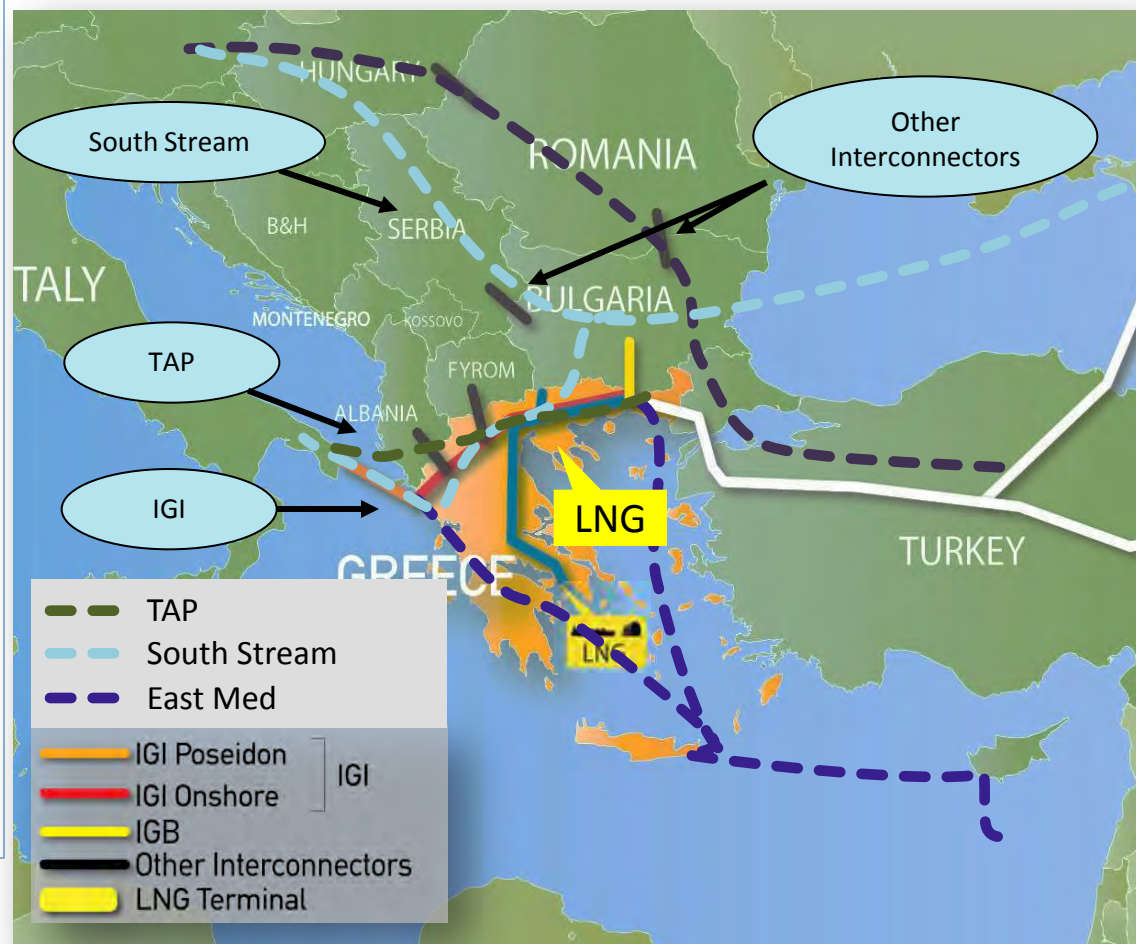 HUNGARY
South Stream
Other
Interconnectors
ROMANIA
B&H
SERBIA
TALY
BULGARIA
MONTENEGRO
KOSSOVO
TAP
FYROM
ALBANIA
IGI
LNG
TURKEY
GREECE
LNG
TAP
South Stream
East Med
IGI Poseidon
IGI
IGI Onshore
IGB
Other Interconnectors
LNG Terminal